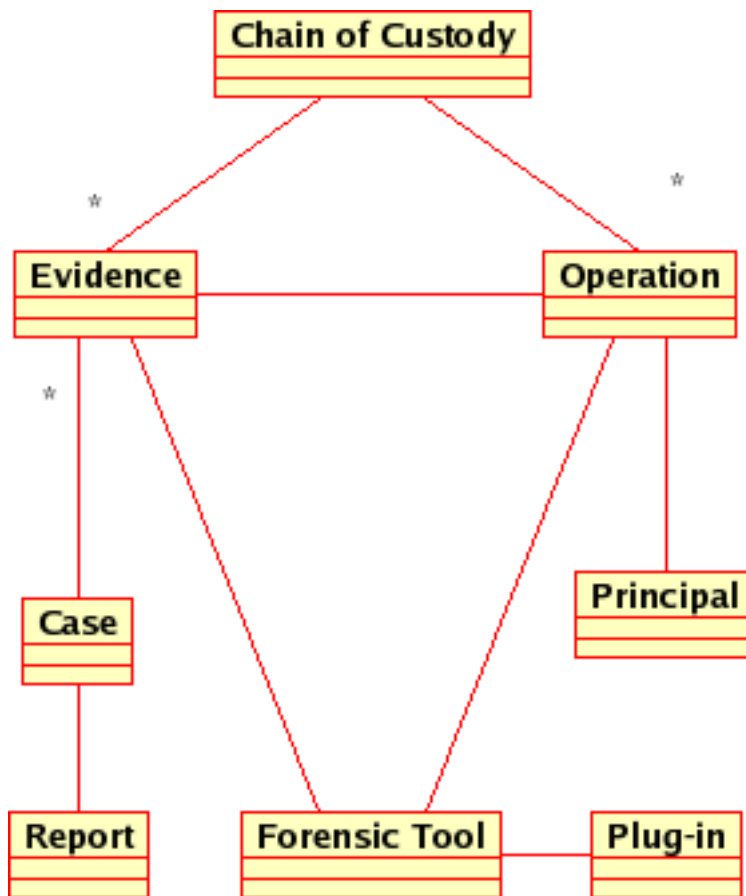 Chain of Custody
*
*
Evidence
Operation
*
Principal
Case
Report
Forensic Tool
Plug-in